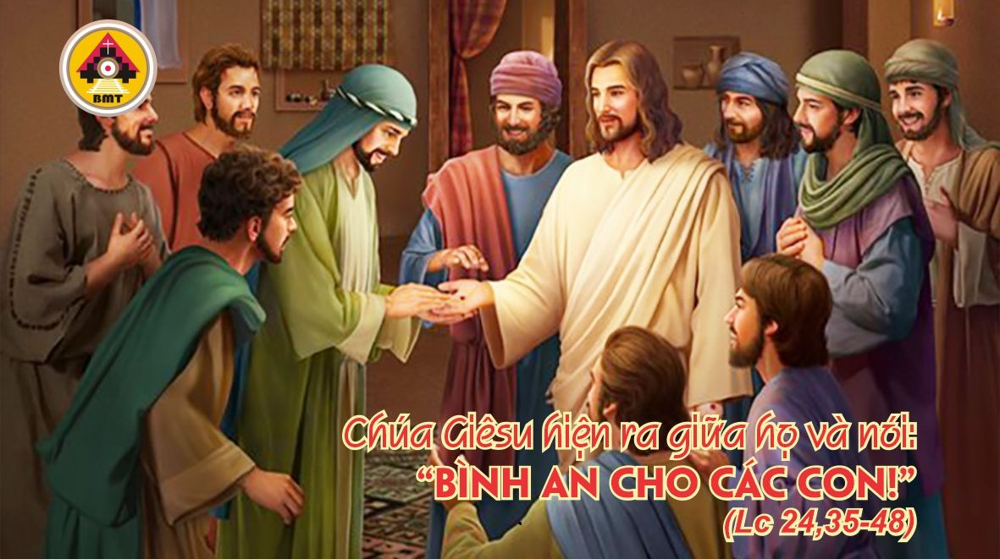 BMT
Chúa Giêsu hiện ra giữa họ và nói:
“BÌNH AN CHO CÁC CON!”
(Lc 24,35-48)